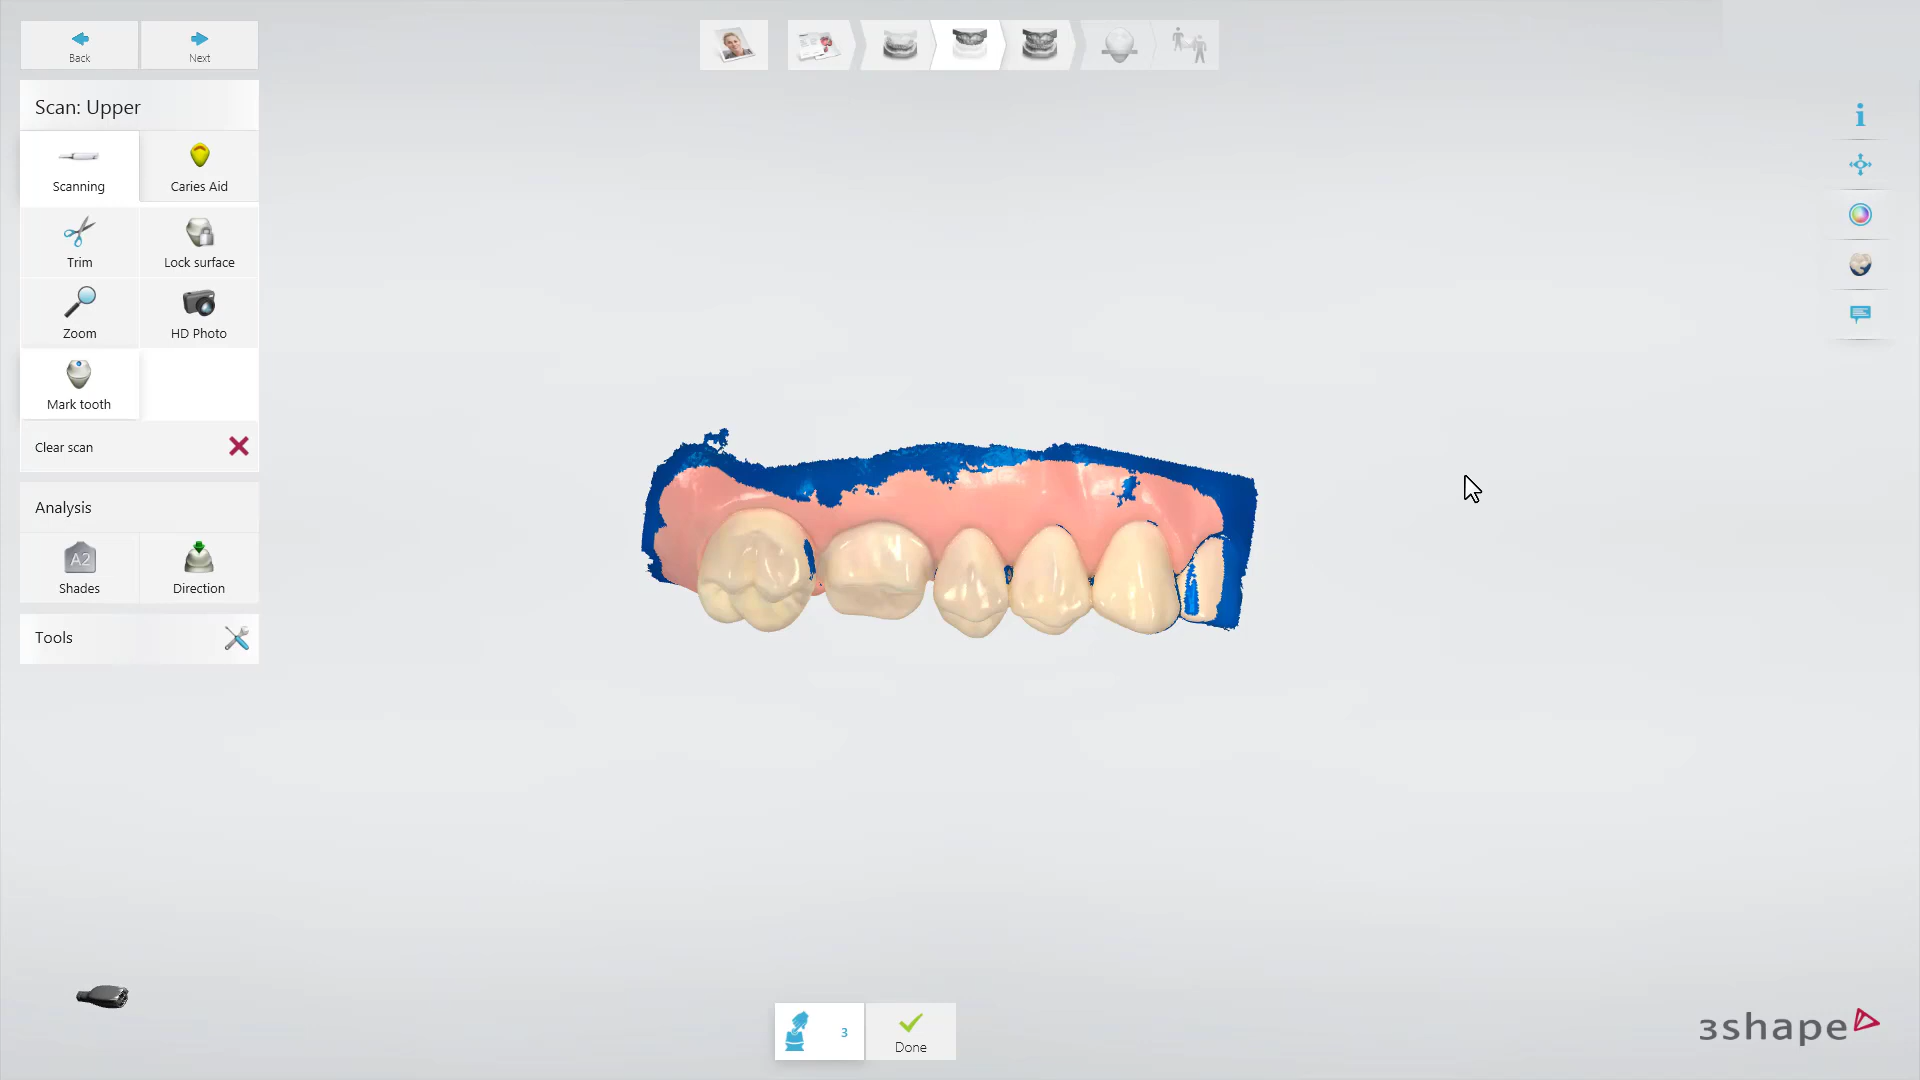 Back
Next
Scan: Upper
Scanning
Caries Aid
Trim
Lock surface
Zoom
HD Photo
Mark tooth
Clear scan
Analysis
A2
Shades
Direction
Tools
i
3
Done
3shape